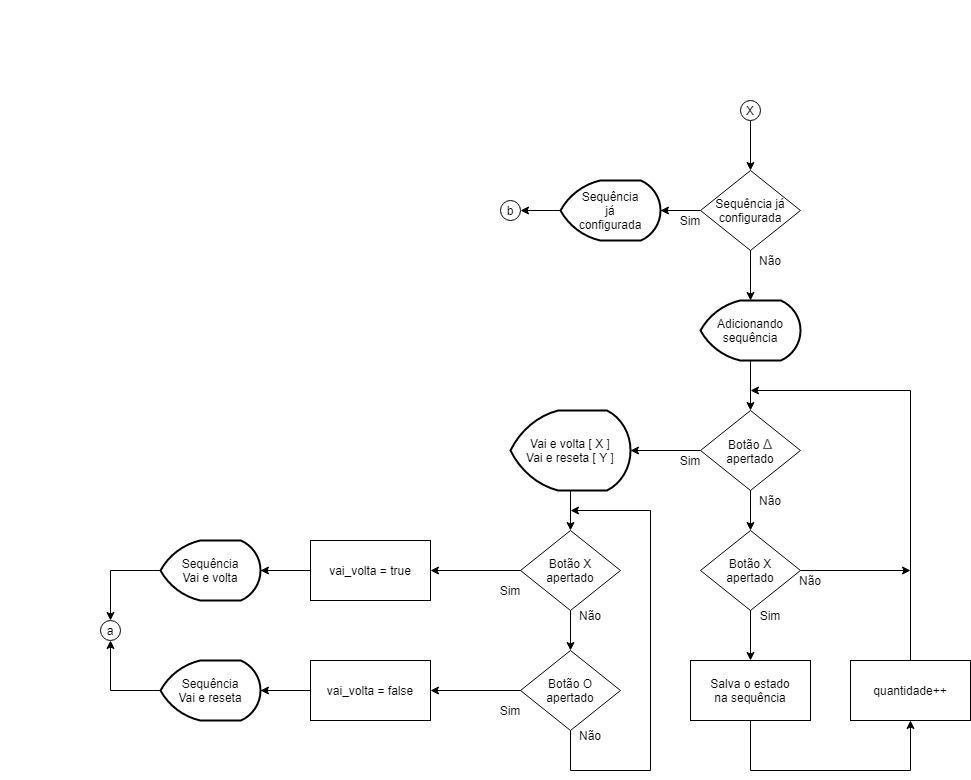 X
Sequência já
configurada
Sim
Não
Sequência
já
configurada
b
Adicionando
sequência
Botão Δ
apertado
Sim
Não
Vai e volta [ X ]
Vai e reseta [ Y ]
Botão X
apertado
Não
Sim
Salva o estado
na sequência
quantidade++
Botão X
apertado
Sim
Não
vai_volta = true
Sequência
Vai e volta
a
Botão O
apertado
Sim
Não
vai_volta = false
Sequência
Vai e reseta